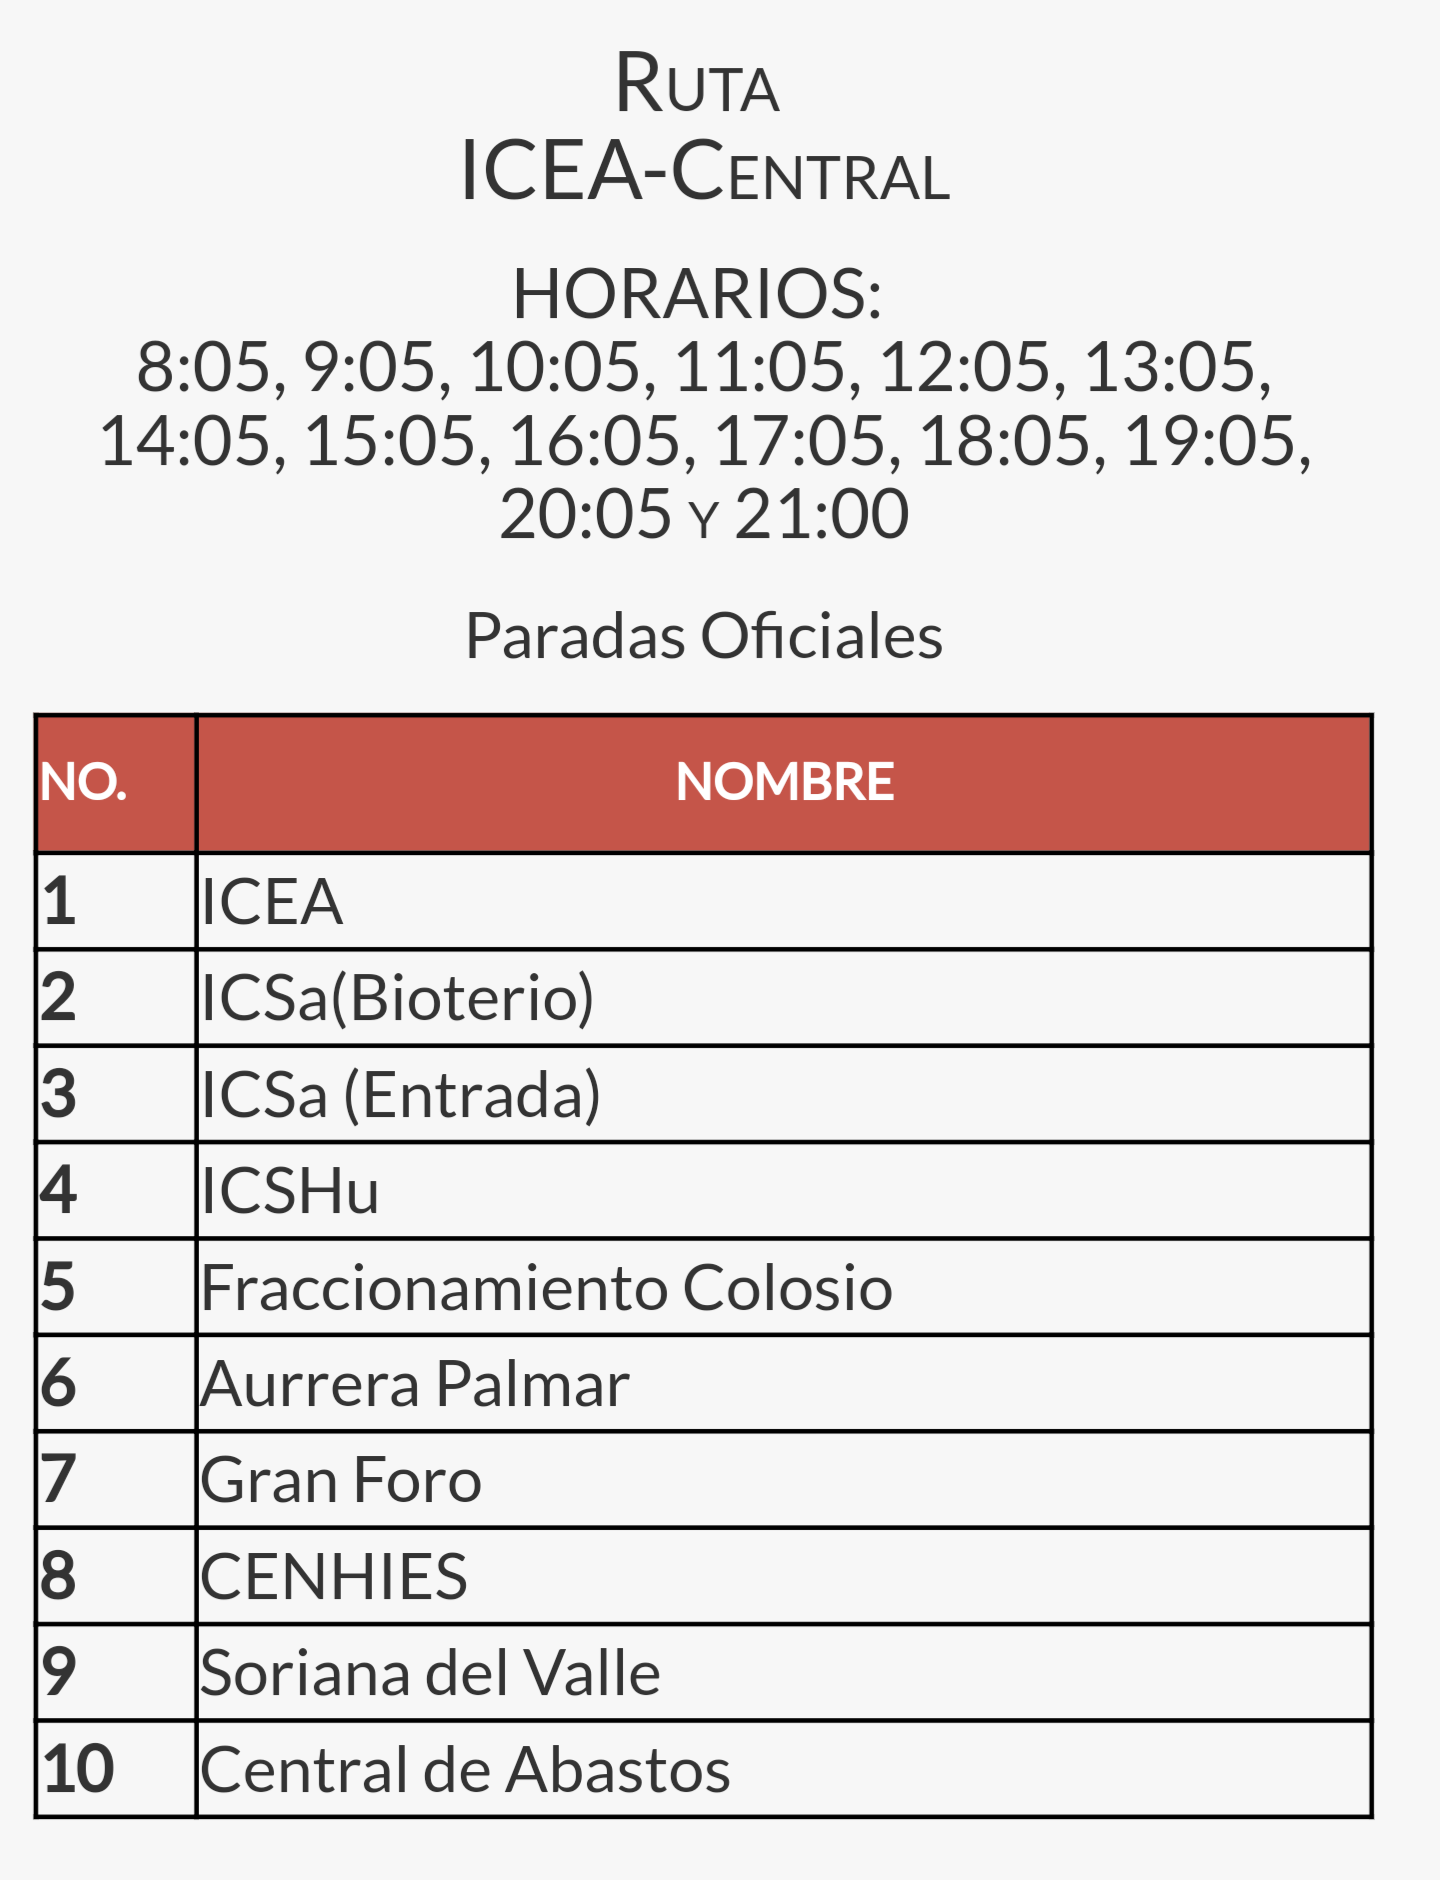 Ruta
ICEA-Central
HORARIOS:
8:05, 9:05, 10:05, 11:05, 12:05, 13:05,
14:05, 15:05, 16:05, 17:05, 18:05, 19:05,
20:05 y 21:00
Paradas Oficiales
NO. NOMBRE
1 ICEA
2 ICSa(Bioterio)
3 ICSa (Entrada)
4 ICSHu
5 Fraccionamiento Colosio
6 Aurrera Palmar
7 Gran Foro
8 CENHIES
9 Soriana del Valle
10 Central de Abastos